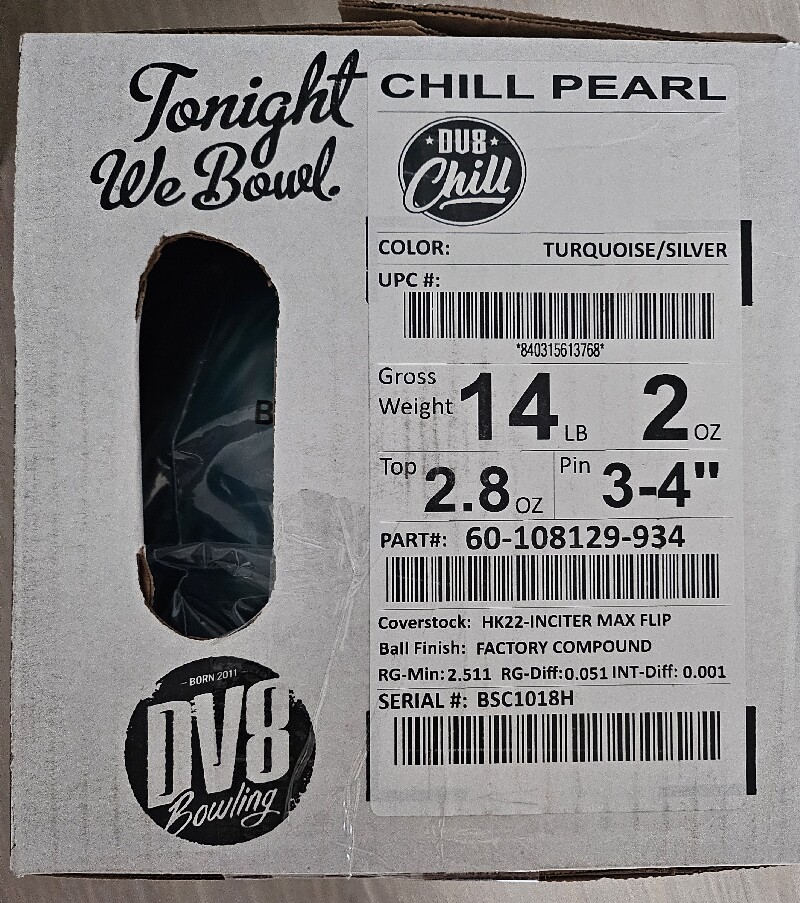 Tonight
We Bowl.
CHILL PEARL
DV8
Chill
COLOR: TURQUOISE/SILVER
UPC #:
*840315613768*
Gross
Weight 14 LB 2 OZ
Top 2.8 OZ Pin 3-4"
PART#: 60-108129-934
Coverstock: HK22-INCITER MAX FLIP
Ball Finish: FACTORY COMPOUND
RG-Min: 2.511 RG-Diff: 0.051 INT-Diff: 0.001
SERIAL #: BSC1018H
B
- BORN 2011 -
DV8
Bowling